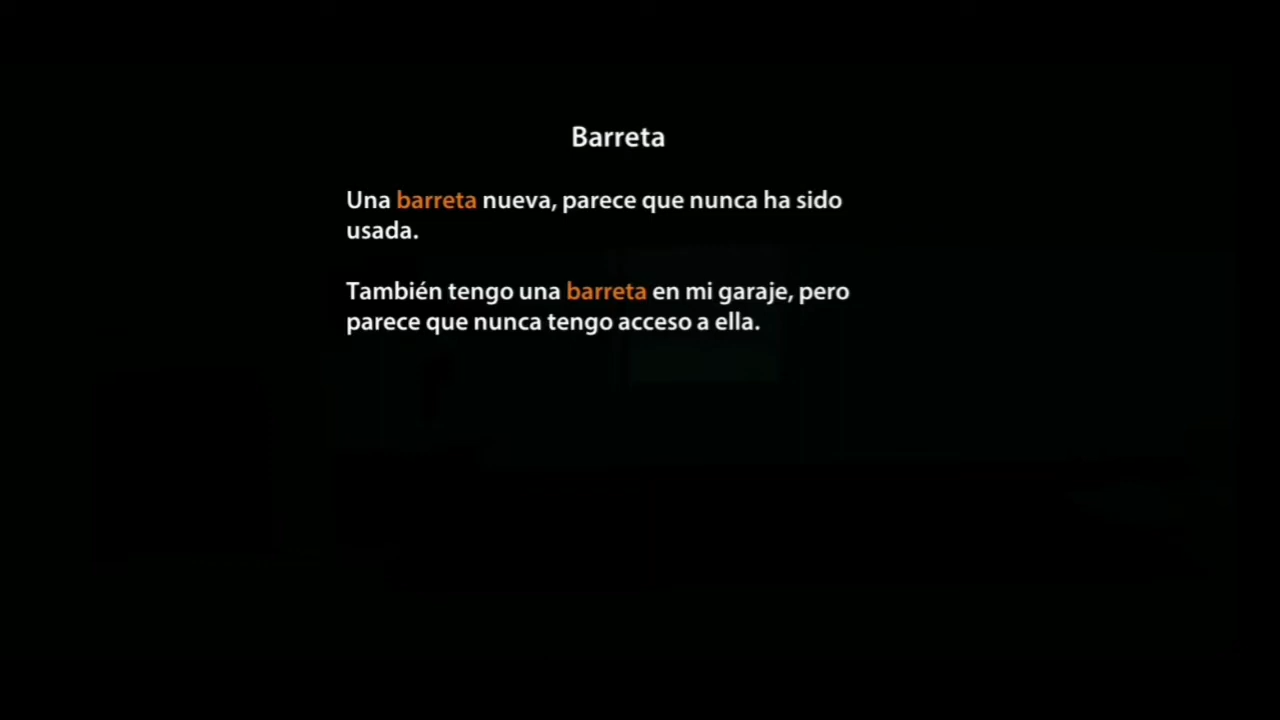 Barreta
Una barreta nueva, parece que nunca ha sido
usada.
También tengo una barreta en mi garaje, pero
parece que nunca tengo acceso a ella.